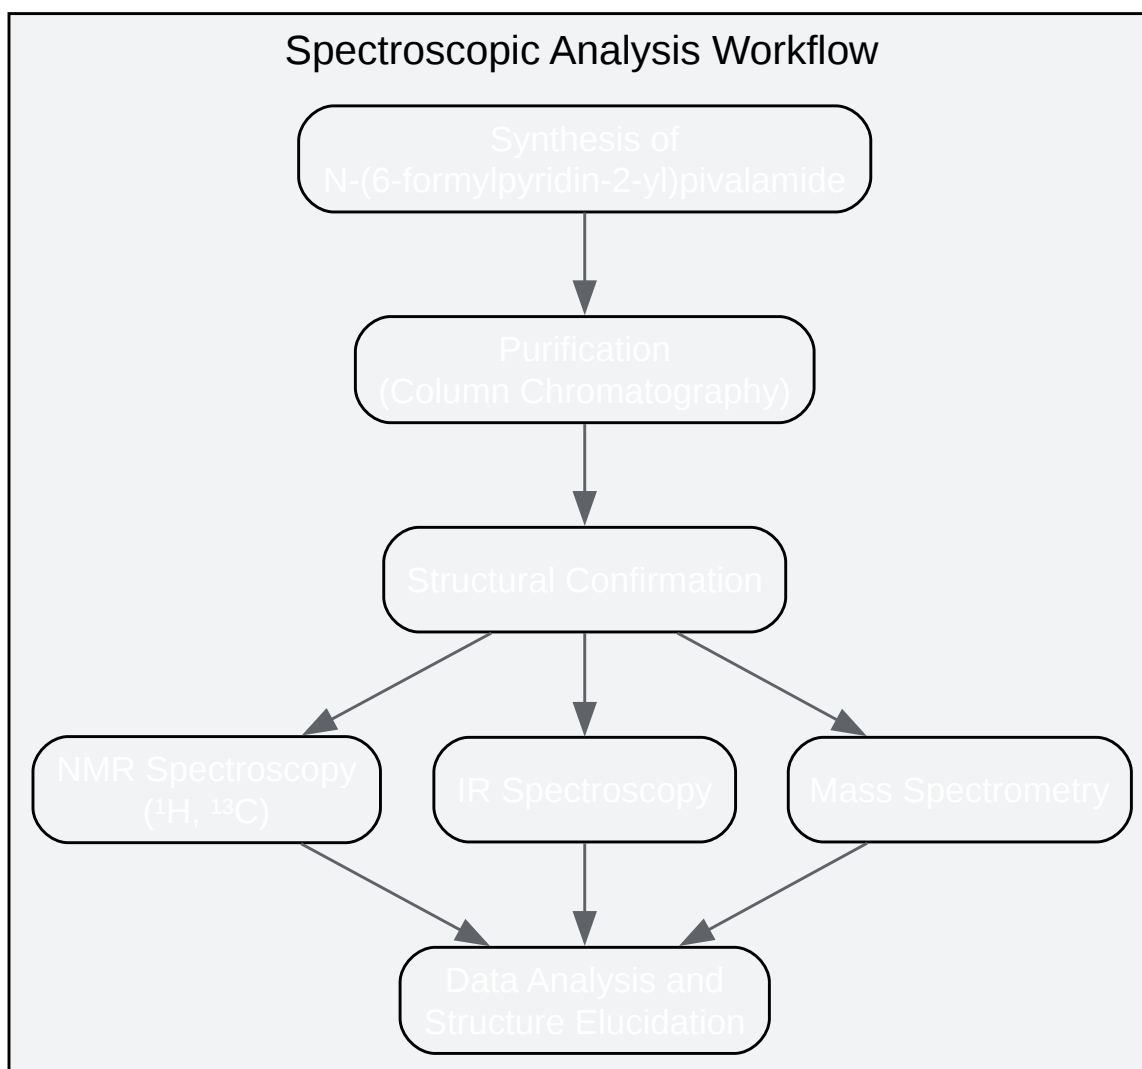 Spectroscopic Analysis Workflow
Synthesis of
N-(6-formylpyridin-2-yl)pivalamide
Purification
(Column Chromatography)
Structural Confirmation
NMR Spectroscopy
(¹H, ¹³C)
IR Spectroscopy
Mass Spectrometry
Data Analysis and
Structure Elucidation